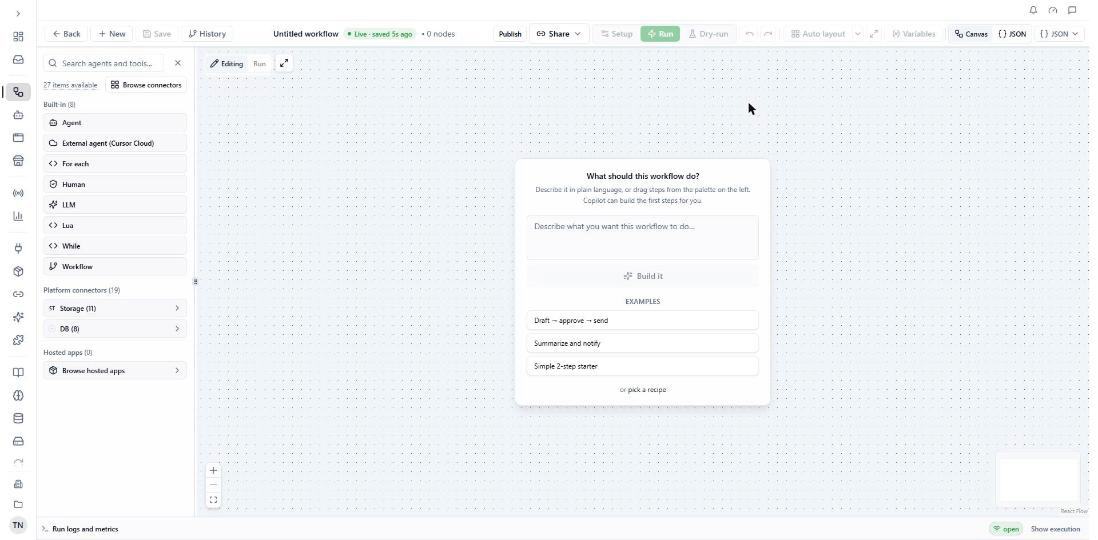 Back
New
Save
History
Untitled workflow
Live · saved 5s ago
• 0 nodes
Publish
Share
Setup
Run
Dry-run
Auto layout
{x} Variables
Canvas
{ } JSON
{ } JSON
Search agents and tools...
27 items available
Browse connectors
Built-in (8)
Agent
External agent (Cursor Cloud)
For each
Human
LLM
Lua
While
Workflow
Platform connectors (19)
ST Storage (11)
DB (8)
Hosted apps (0)
Browse hosted apps
Editing
Run
What should this workflow do?
Describe it in plain language, or drag steps from the palette on the left.
Copilot can build the first steps for you.
Describe what you want this workflow to do...
Build it
EXAMPLES
Draft → approve → send
Summarize and notify
Simple 2-step starter
or pick a recipe
React Flow
TN
Run logs and metrics
open
Show execution